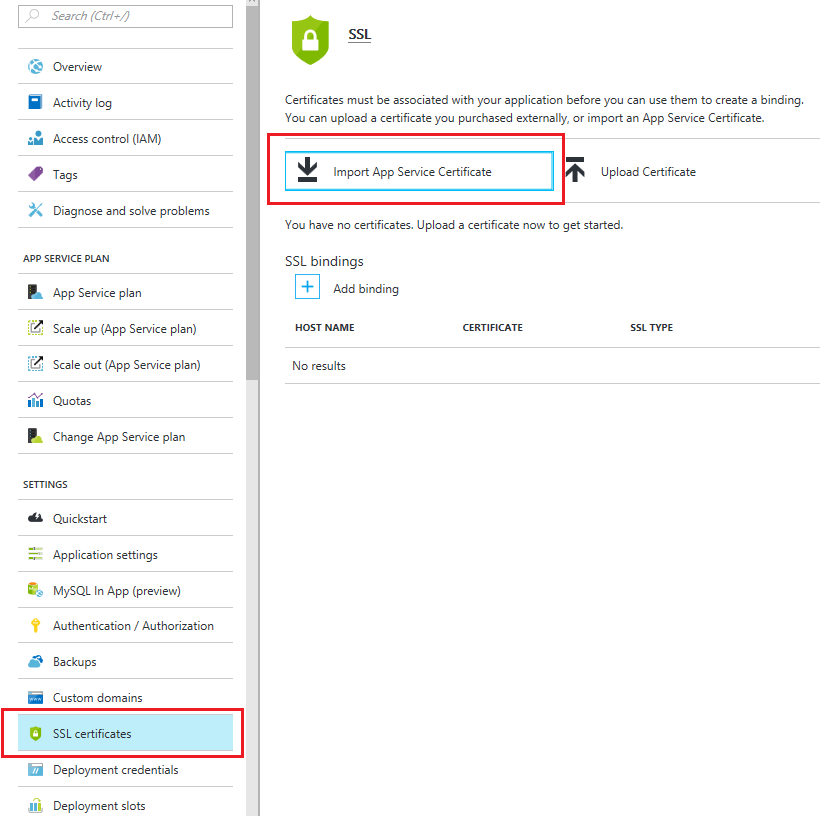 Search (Ctrl+/)
Overview
Activity log
Access control (IAM)
Tags
Diagnose and solve problems
APP SERVICE PLAN
App Service plan
Scale up (App Service plan)
Scale out (App Service plan)
Quotas
Change App Service plan
SETTINGS
Quickstart
Application settings
MySQL In App (preview)
Authentication / Authorization
Backups
Custom domains
SSL certificates
Deployment credentials
Deployment slots
SSL
Certificates must be associated with your application before you can use them to create a binding.
You can upload a certificate you purchased externally, or import an App Service Certificate.
Import App Service Certificate
Upload Certificate
You have no certificates. Upload a certificate now to get started.
SSL bindings
Add binding
HOST NAME CERTIFICATE SSL TYPE
No results